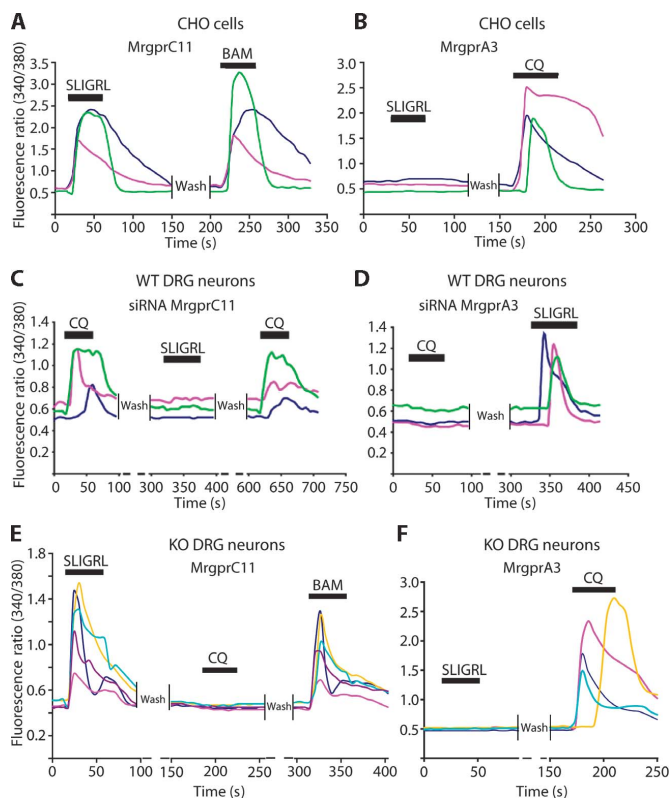 A
CHO cells
MrgprC11
Fluorescence ratio (340/380)
3.5
3.0
2.5
2.0
1.5
1.0
0.5
0
SLIGRL
BAM
Wash
0 50 100 150 200 250 300 350
Time (s)
B
CHO cells
MrgprA3
3.0
2.5
2.0
1.5
1.0
0.5
0
SLIGRL
CQ
Wash
0 50 100 150 200 250 300
Time (s)
C
WT DRG neurons
siRNA MrgprC11
Fluorescence ratio (340/380)
1.4
1.2
1.0
0.8
0.6
0.4
0.2
0
CQ
SLIGRL
CQ
Wash
Wash
0 50 100 300 350 400 600 650 700 750
Time (s)
D
WT DRG neurons
siRNA MrgprA3
1.4
1.2
1.0
0.8
0.6
0.4
0.2
CQ
SLIGRL
Wash
0 50 100 300 350 400 450
Time (s)
E
KO DRG neurons
MrgprC11
Fluorescence ratio (340/380)
1.8
1.4
1.0
0.6
0.2
0
SLIGRL
CQ
BAM
Wash
Wash
0 50 100 150 200 250 300 350 400
Time (s)
F
KO DRG neurons
MrgprA3
3.0
2.5
2.0
1.5
1.0
0.5
0
SLIGRL
CQ
Wash
0 50 150 200 250
Time (s)